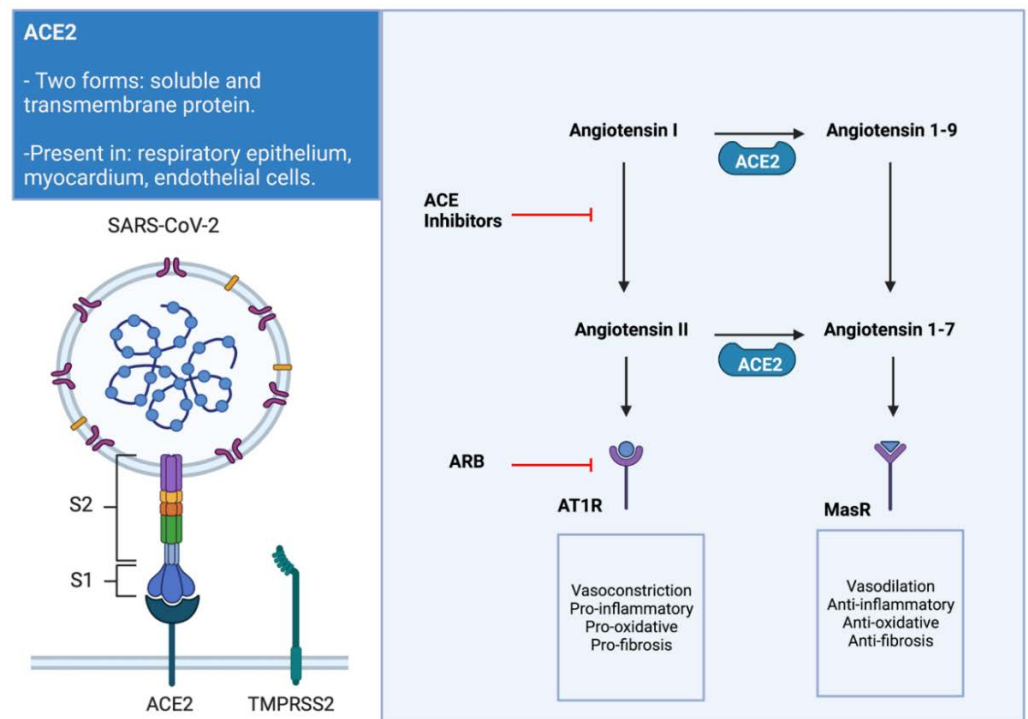 ACE2
- Two forms: soluble and
transmembrane protein.
-Present in: respiratory epithelium,
myocardium, endothelial cells.
SARS-CoV-2
S2
S1
ACE2
TMPRSS2
Angiotensin I
ACE2
Angiotensin 1-9
ACE
Inhibitors
Angiotensin II
ACE2
Angiotensin 1-7
ARB
AT1R
MasR
Vasoconstriction
Pro-inflammatory
Pro-oxidative
Pro-fibrosis
Vasodilation
Anti-inflammatory
Anti-oxidative
Anti-fibrosis